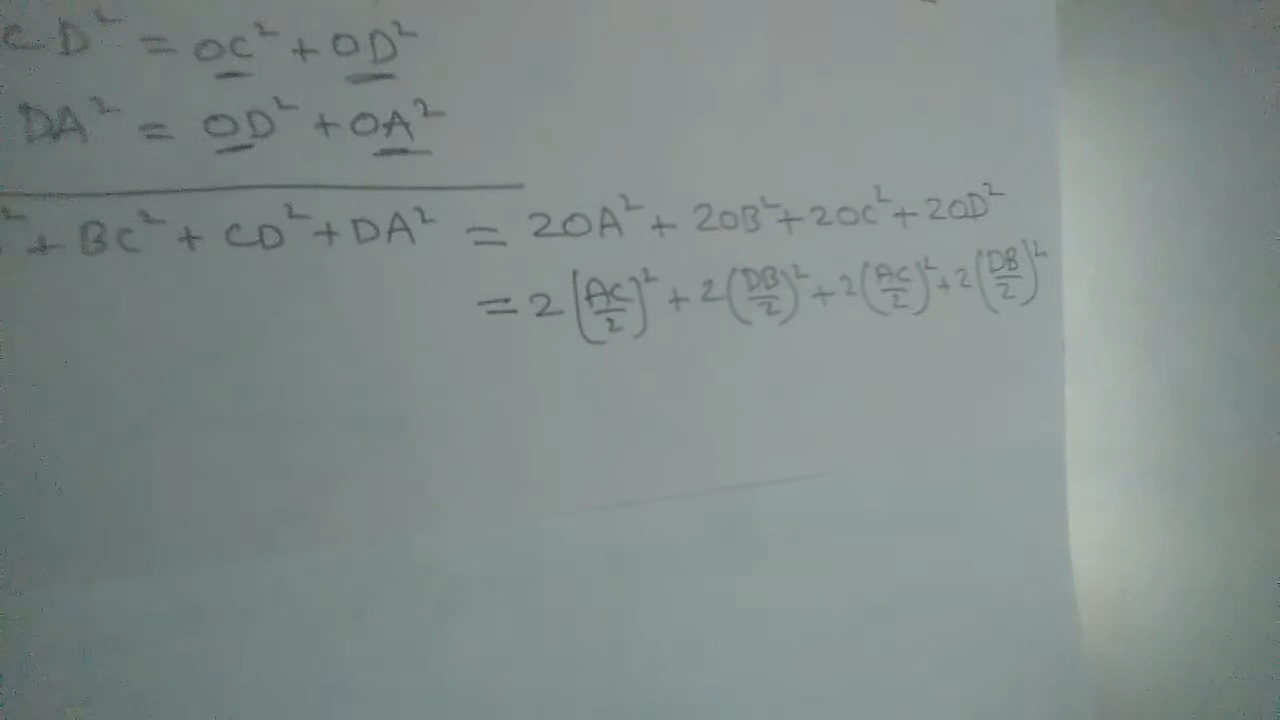 CD² = OC² + OD²
DA² = OD² + OA²
² + BC² + CD² + DA² = 2OA² + 2OB² + 2OC² + 2OD²
= 2(AC/2)² + 2(DB/2)² + 2(AC/2)² + 2(DB/2)²